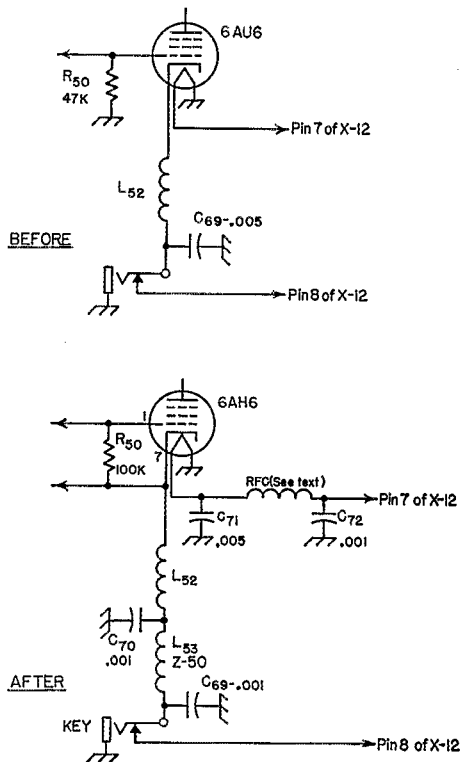 6AU6
R50
47K
Pin 7 of X-12
L52
C69-.005
BEFORE
Pin 8 of X-12
6AH6
1
R50
100K
7
RFC(See text)
Pin 7 of X-12
C71
.005
C72
.001
L52
C70
.001
L53
Z-50
AFTER
C69-.001
KEY
Pin 8 of X-12